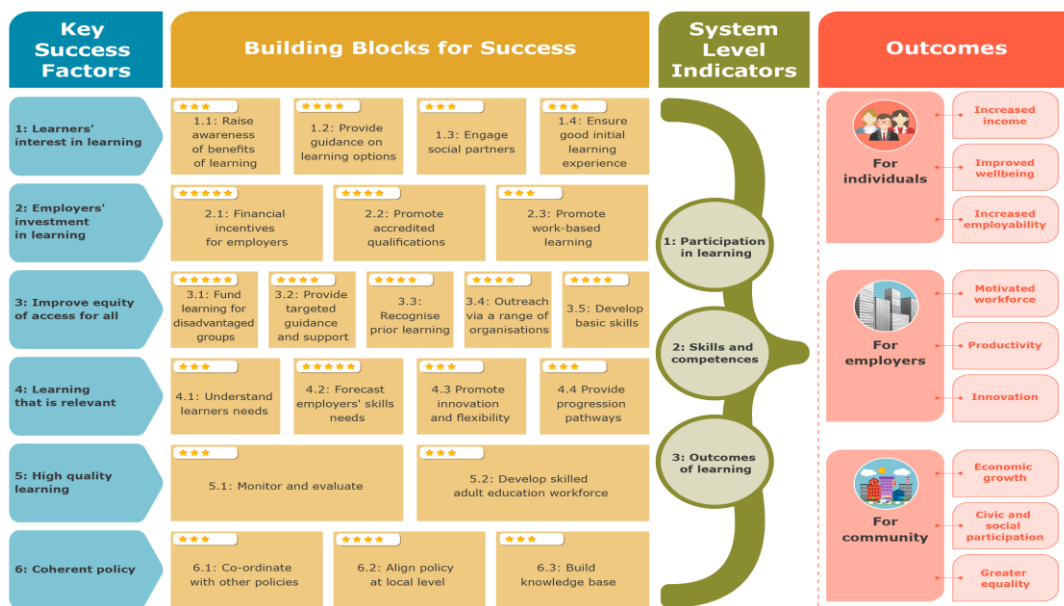 Key
Success
Factors
Building Blocks for Success
System
Level
Indicators
Outcomes
1: Learners'
interest in learning
1.1: Raise
awareness
of benefits
of learning
1.2: Provide
guidance on
learning options
1.3: Engage
social partners
1.4: Ensure
good initial
learning
experience
2: Employers'
investment
in learning
2.1: Financial
incentives
for employers
2.2: Promote
accredited
qualifications
2.3: Promote
work-based
learning
3: Improve equity
of access for all
3.1: Fund
learning for
disadvantaged
groups
3.2: Provide
targeted
guidance
and support
3.3:
Recognise
prior learning
3.4: Outreach
via a range of
organisations
3.5: Develop
basic skills
4: Learning
that is relevant
4.1: Understand
learners needs
4.2: Forecast
employers' skills
needs
4.3 Promote
innovation
and flexibility
4.4 Provide
progression
pathways
5: High quality
learning
5.1: Monitor and evaluate
5.2: Develop skilled
adult education workforce
6: Coherent policy
6.1: Co-ordinate
with other policies
6.2: Align policy
at local level
6.3: Build
knowledge base
1: Participation
in learning
2: Skills and
competences
3: Outcomes
of learning
For
individuals
Increased
income
Improved
wellbeing
Increased
employability
For
employers
Motivated
workforce
Productivity
Innovation
For
community
Economic
growth
Civic and
social
participation
Greater
equality